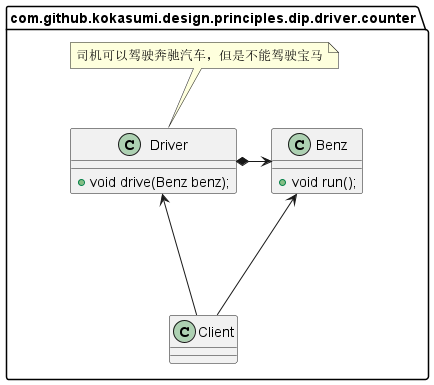 com.github.kokasumi.design.principles.dip.driver.counter
司机可以驾驶奔驰汽车，但是不能驾驶宝马
C Driver
void drive(Benz benz);
C Benz
void run();
C Client